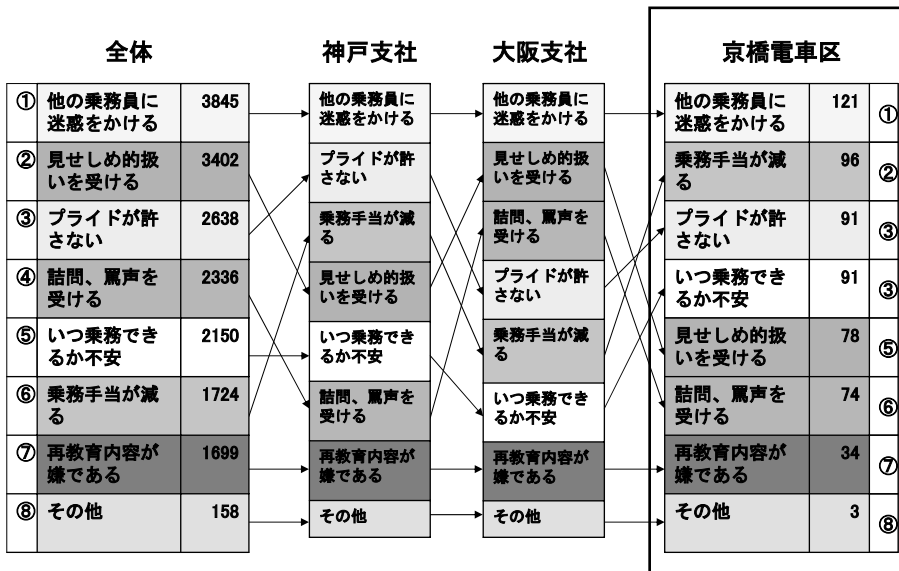 全体
① 他の乗務員に
迷惑をかける 3845
② 見せしめ的扱
いを受ける 3402
③ プライドが許
さない 2638
④ 詰問、罵声を
受ける 2336
⑤ いつ乗務でき
るか不安 2150
⑥ 乗務手当が減
る 1724
⑦ 再教育内容が
嫌である 1699
⑧ その他 158
神戸支社
他の乗務員に
迷惑をかける
プライドが許
さない
乗務手当が減
る
見せしめ的扱
いを受ける
いつ乗務でき
るか不安
詰問、罵声を
受ける
再教育内容が
嫌である
その他
大阪支社
他の乗務員に
迷惑をかける
見せしめ的扱
いを受ける
詰問、罵声を
受ける
プライドが許
さない
乗務手当が減
る
いつ乗務でき
るか不安
再教育内容が
嫌である
その他
京橋電車区
他の乗務員に
迷惑をかける 121 ①
乗務手当が減
る 96 ②
プライドが許
さない 91 ③
いつ乗務でき
るか不安 91 ③
見せしめ的扱
いを受ける 78 ⑤
詰問、罵声を
受ける 74 ⑥
再教育内容が
嫌である 34 ⑦
その他 3 ⑧